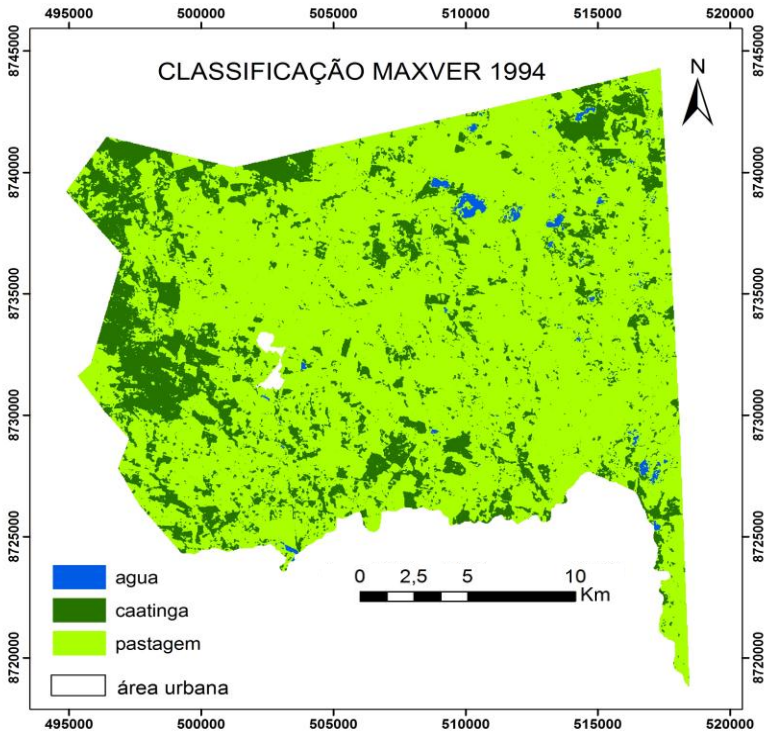 495000 500000 505000 510000 515000 520000
8745000 8745000
CLASSIFICAÇÃO MAXVER 1994
N
8740000 8740000
8735000 8735000
8730000 8730000
8725000 8725000
agua
caatinga
pastagem
área urbana
0 2,5 5 10
Km
8720000 8720000
495000 500000 505000 510000 515000 520000